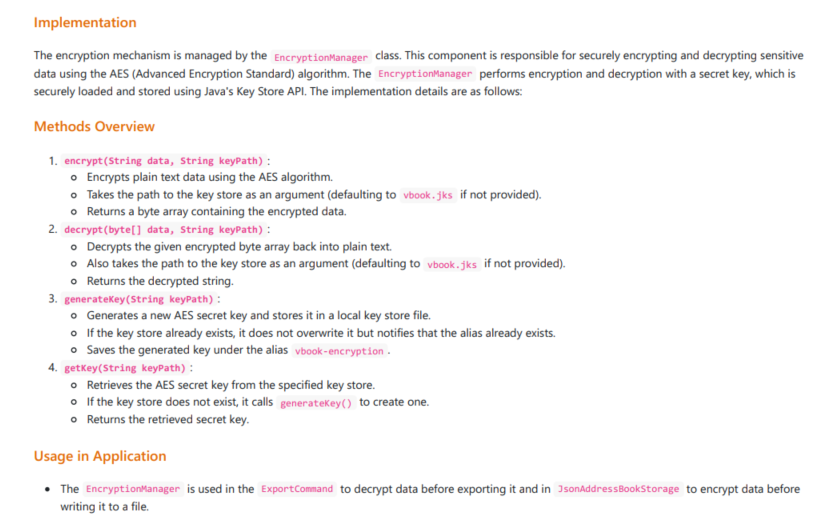 Implementation
The encryption mechanism is managed by the EncryptionManager class. This component is responsible for securely encrypting and decrypting sensitive
data using the AES (Advanced Encryption Standard) algorithm. The EncryptionManager performs encryption and decryption with a secret key, which is
securely loaded and stored using Java's Key Store API. The implementation details are as follows:
Methods Overview
1. encrypt(String data, String keyPath) :
Encrypts plain text data using the AES algorithm.
Takes the path to the key store as an argument (defaulting to vbook.jks if not provided).
Returns a byte array containing the encrypted data.
2. decrypt(byte[] data, String keyPath) :
Decrypts the given encrypted byte array back into plain text.
Also takes the path to the key store as an argument (defaulting to vbook.jks if not provided).
Returns the decrypted string.
3. generateKey(String keyPath) :
Generates a new AES secret key and stores it in a local key store file.
If the key store already exists, it does not overwrite it but notifies that the alias already exists.
Saves the generated key under the alias vbook-encryption .
4. getKey(String keyPath) :
Retrieves the AES secret key from the specified key store.
If the key store does not exist, it calls generateKey() to create one.
Returns the retrieved secret key.
Usage in Application
The EncryptionManager is used in the ExportCommand to decrypt data before exporting it and in JsonAddressBookStorage to encrypt data before
writing it to a file.